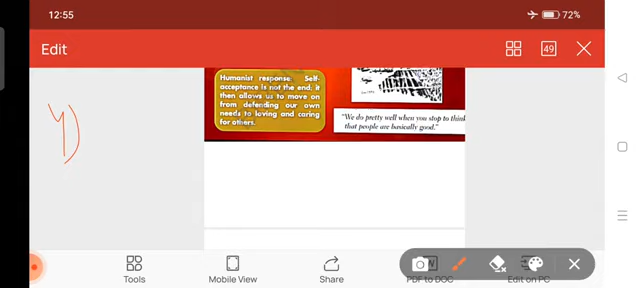 12:55
72%
Edit
49
Humanist response: Self-
acceptance is not the end; it
then allows us to move on
from defending our own
needs to loving and caring
for others.
"We do pretty well when you stop to think
that people are basically good."
Y)
Tools
Mobile View
Share
PDF to DOC
Edit on PC